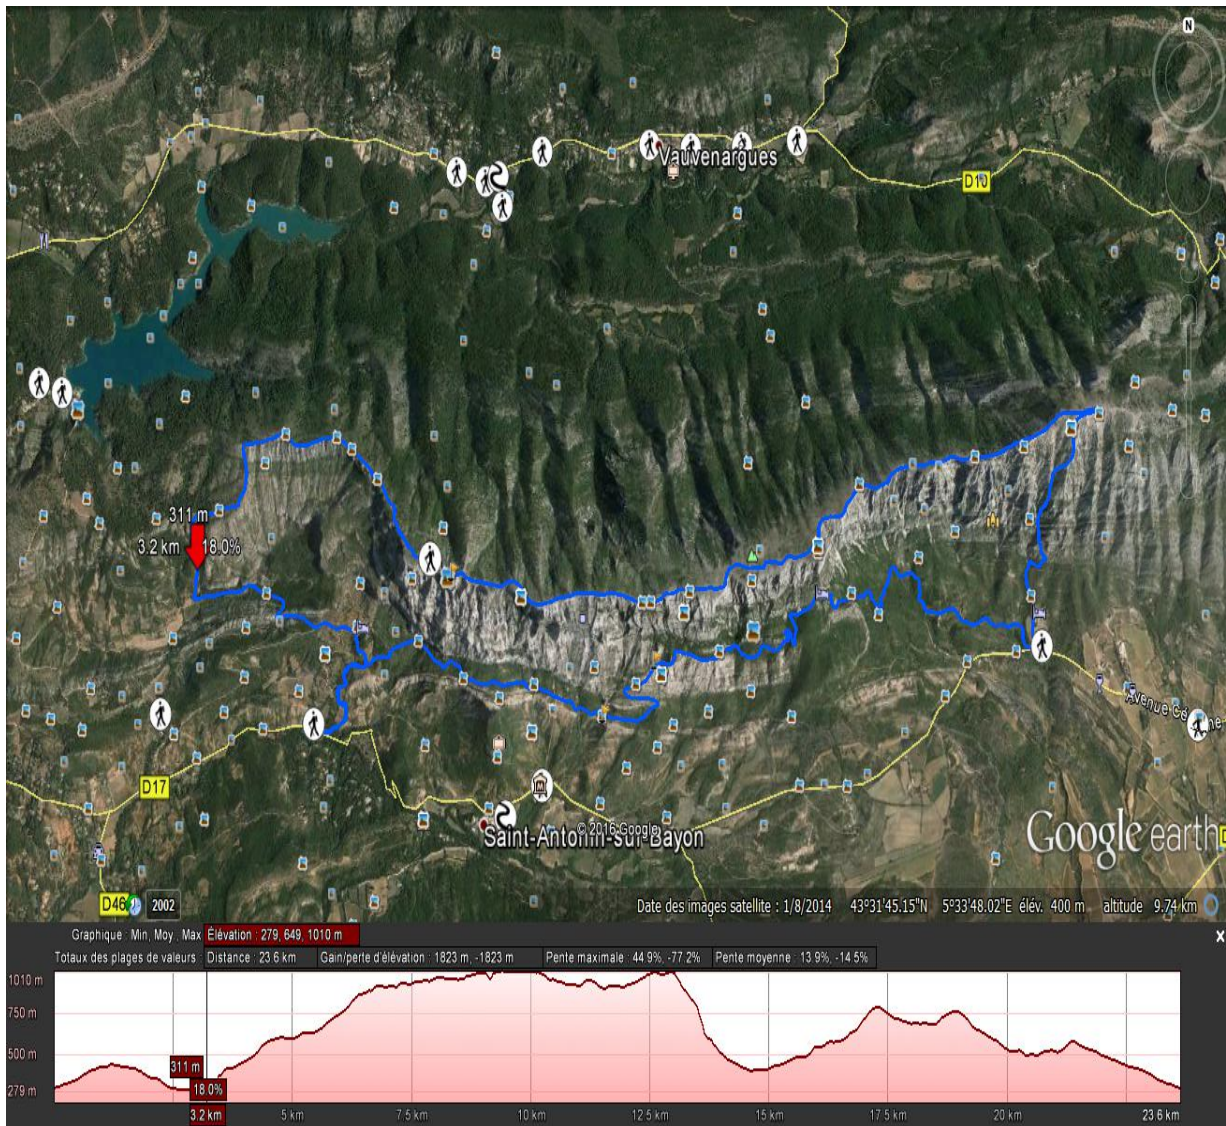 N
Vauvenargues
D10
311 m
3.2 km 18.0%
Avenue Cé
D17
Saint-Antonin-sur-Bayon
© 2016 Google
Google earth
D46
2002
Date des images satellite : 1/8/2014 43°31'45.15"N 5°33'48.02"E élév. 400 m altitude 9.74 km
Graphique : Min, Moy, Max Élévation : 279, 649, 1010 m
x
Totaux des plages de valeurs : Distance : 23.6 km Gain/perte d'élévation : 1823 m, -1823 m Pente maximale : 44.9%, -77.2% Pente moyenne : 13.9%, -14.5%
1010 m
750 m
500 m
279 m
311 m
18.0%
3.2 km 5 km 7.5 km 10 km 12.5 km 15 km 17.5 km 20 km 23.6 km